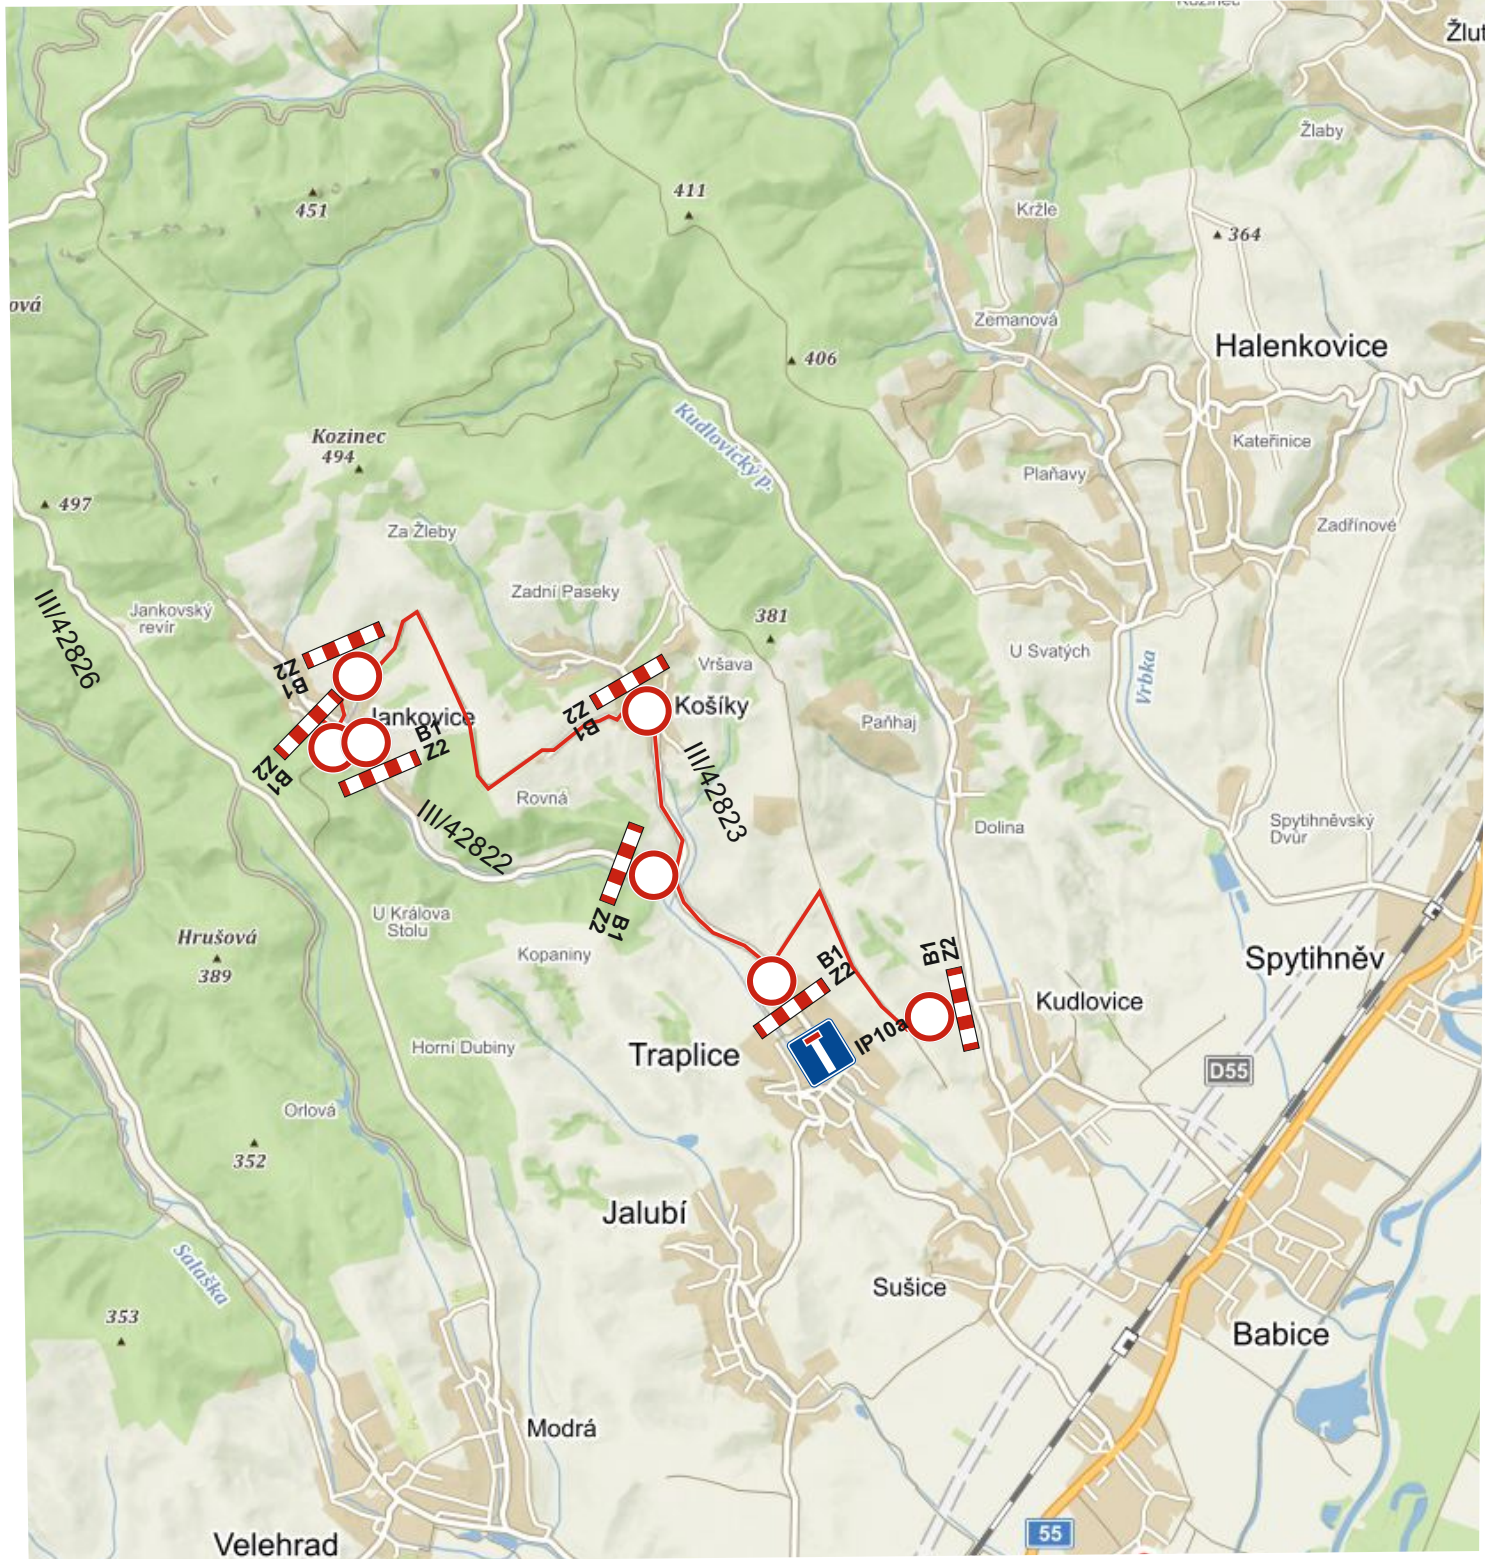 Žlut
Žlaby
411
451
Kržle
364
ová
Zemanová
Halenkovice
406
Kudlovický p.
Kozinec
494
Kateřinice
Plaňavy
497
Zadřínové
Za Žleby
Zadní Paseky
Jankovský
revír
III/42826
381
U Svatých
Vrbka
Vršava
Z2
B1
Košíky
Z2
B1
Jankovice
Paňhaj
B1
Z2
Z2
B1
III/42823
Rovná
III/42822
Dolina
Spytihněvský
Dvůr
U Králova
Stolu
B1
Z2
Hrušová
389
Kopaniny
B1
Z2
B1
Z2
Spytihněv
Kudlovice
IP10a
Horní Dubiny
Traplice
D55
Orlová
352
Jalubí
Salaška
Sušice
353
Babice
Modrá
Velehrad
55